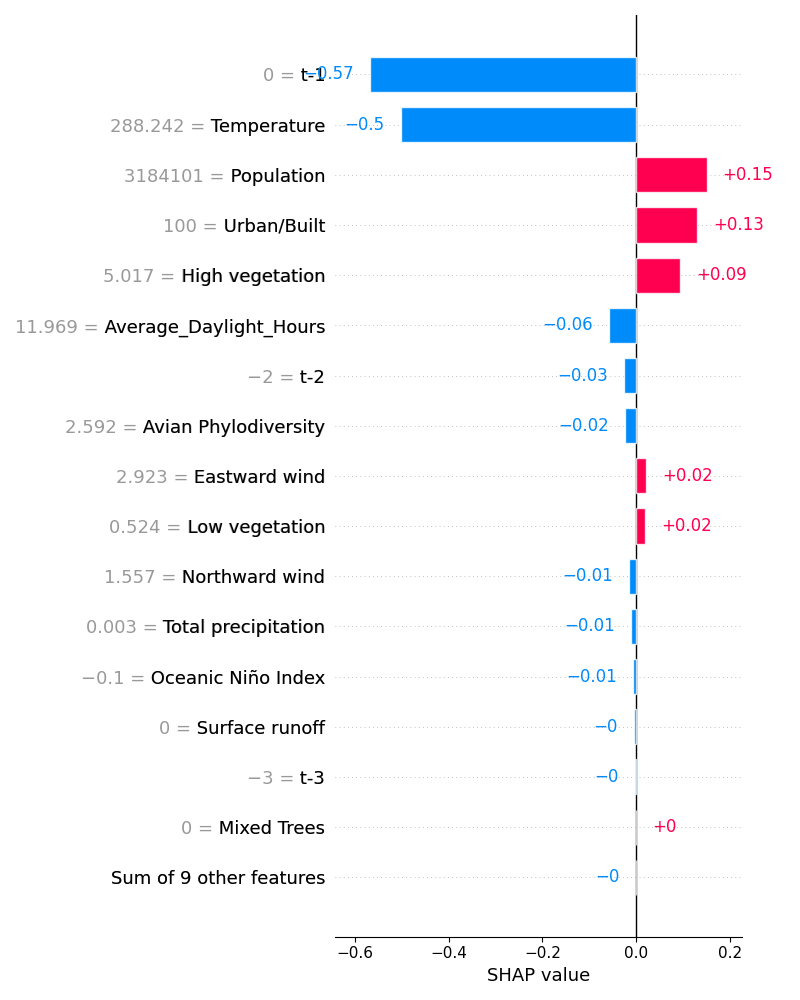 0 = t-1 −0.57
288.242 = Temperature −0.5
3184101 = Population +0.15
100 = Urban/Built +0.13
5.017 = High vegetation +0.09
11.969 = Average_Daylight_Hours −0.06
−2 = t-2 −0.03
2.592 = Avian Phylodiversity −0.02
2.923 = Eastward wind +0.02
0.524 = Low vegetation +0.02
1.557 = Northward wind −0.01
0.003 = Total precipitation −0.01
−0.1 = Oceanic Niño Index −0.01
0 = Surface runoff −0
−3 = t-3 −0
0 = Mixed Trees +0
Sum of 9 other features −0
−0.6 −0.4 −0.2 0.0 0.2
SHAP value